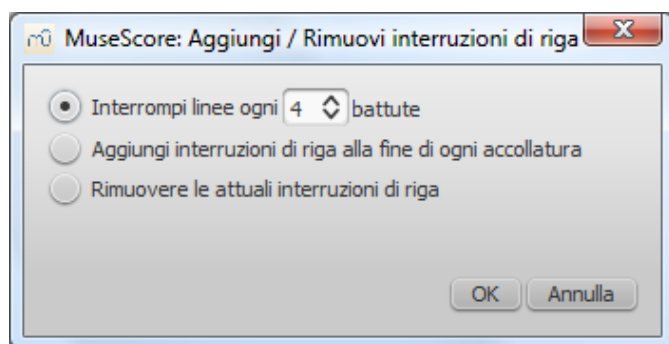 MuseScore: Aggiungi / Rimuovi interruzioni di riga
Interrompi linee ogni 4 battute
Aggiungi interruzioni di riga alla fine di ogni accollatura
Rimuovere le attuali interruzioni di riga
OK Annulla